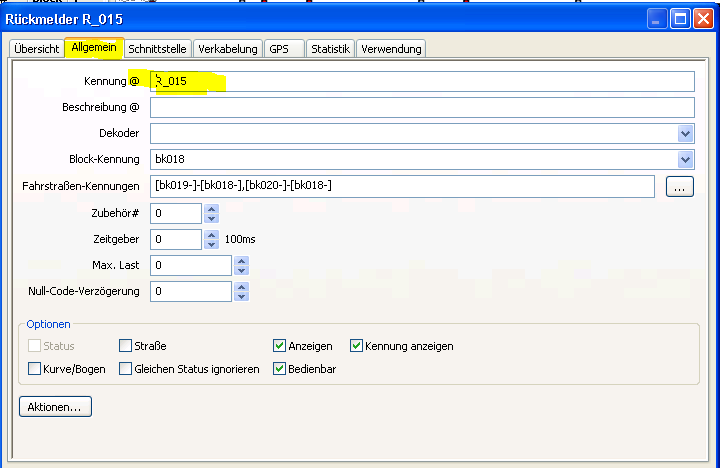 Rückmelder R_015
Übersicht Allgemein Schnittstelle Verkabelung GPS Statistik Verwendung
Kennung @ R_015
Beschreibung @
Dekoder
Block-Kennung bk018
Fahrstraßen-Kennungen [bk019-]-[bk018-],[bk020-]-[bk018-] ...
Zubehör# 0
Zeitgeber 0 100ms
Max. Last 0
Null-Code-Verzögerung 0
Optionen
Status Straße Anzeigen Kennung anzeigen
Kurve/Bogen Gleichen Status ignorieren Bedienbar
Aktionen...